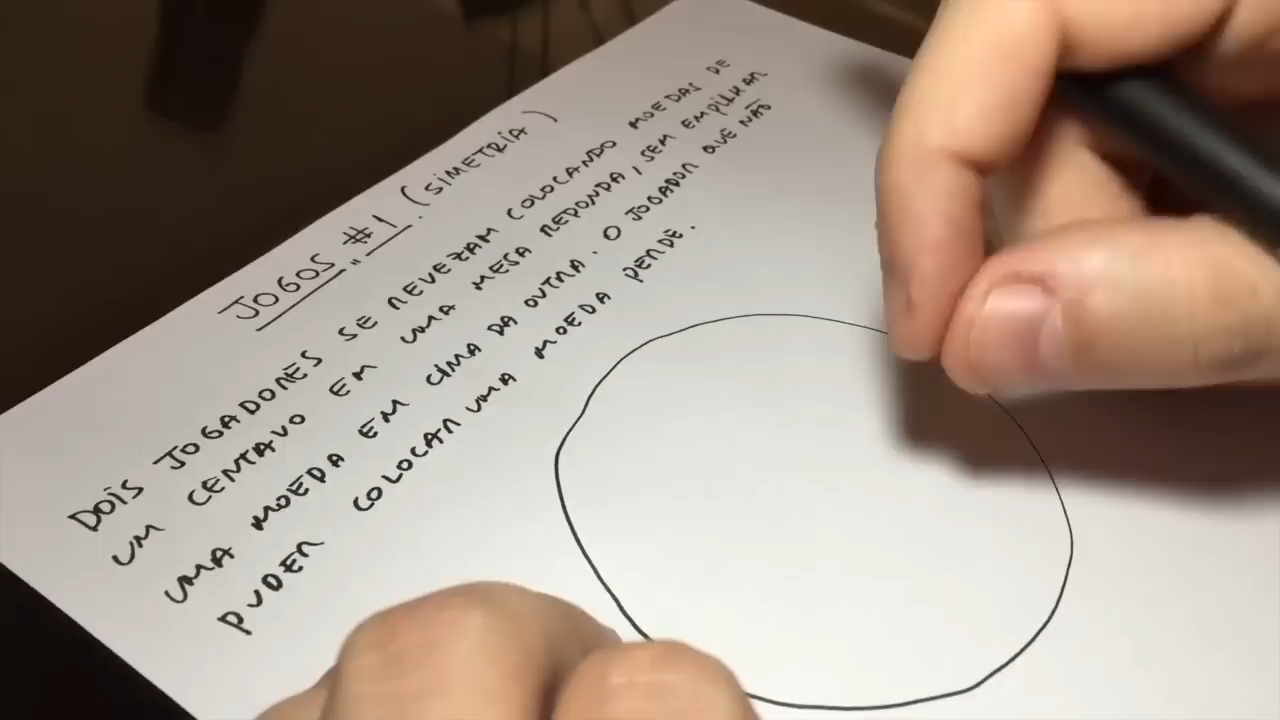 JOGOS #1 (SIMETRIA)
DOIS JOGADORES SE REVEZAM COLOCANDO MOEDAS DE
UM CENTAVO EM UMA MESA REDONDA, SEM EMPILHAR
UMA MOEDA EM CIMA DA OUTRA. O JOGADOR QUE NÃO
PUDER COLOCAR UMA MOEDA PERDE.